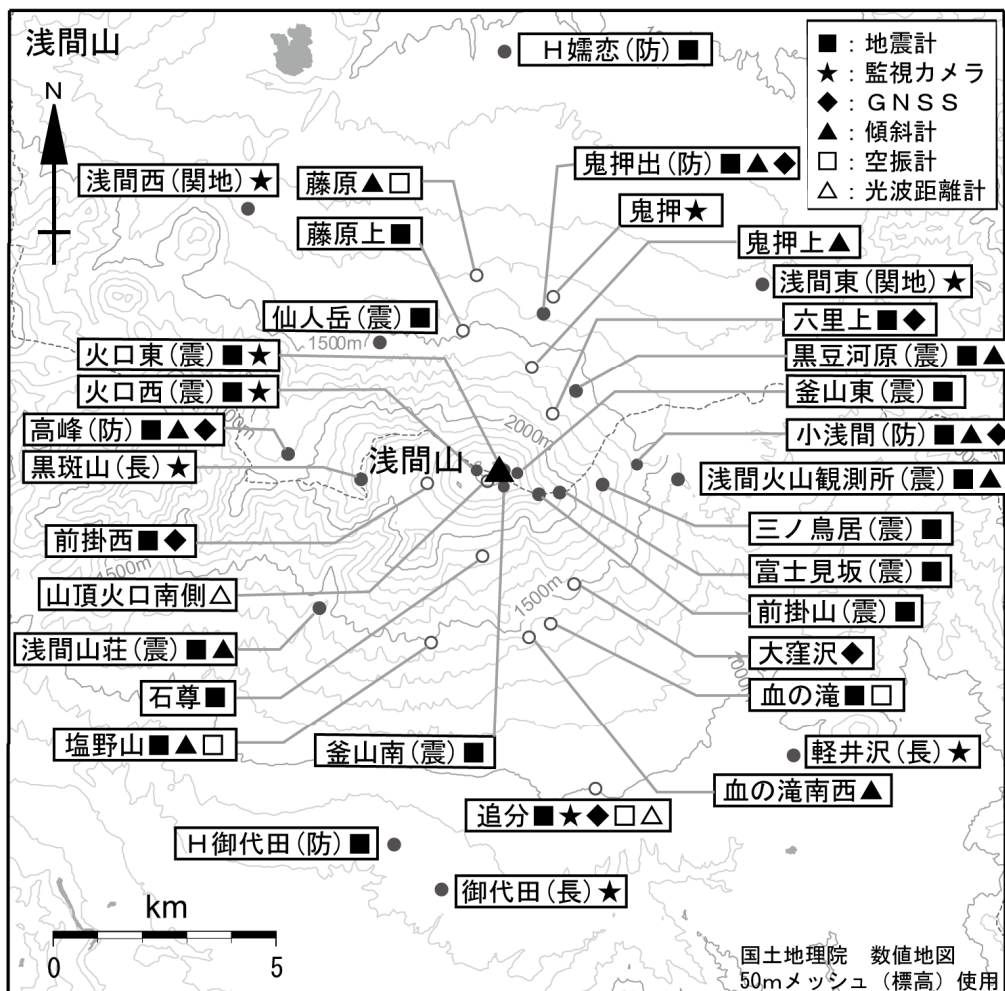 浅間山
N
H嬬恋(防)■
■：地震計
★：監視カメラ
◆：GNSS
▲：傾斜計
□：空振計
△：光波距離計
浅間西(関地)★
藤原▲□
藤原上■
鬼押出(防)■▲◆
鬼押★
鬼押上▲
浅間東(関地)★
仙人岳(震)■
1500m
六里上■◆
火口東(震)■★
黒豆河原(震)■▲
火口西(震)■★
釜山東(震)■
2000m
高峰(防)■▲◆
小浅間(防)■▲◆
浅間山
黒斑山(長)★
浅間火山観測所(震)■▲
前掛西■◆
三ノ鳥居(震)■
1500m
富士見坂(震)■
山頂火口南側△
1500m
前掛山(震)■
浅間山荘(震)■▲
大窪沢◆
石尊■
血の滝■□
塩野山■▲□
釜山南(震)■
軽井沢(長)★
血の滝南西▲
追分■★◆□△
H御代田(防)■
御代田(長)★
km
0 5
国土地理院　数値地図
50mメッシュ（標高）使用